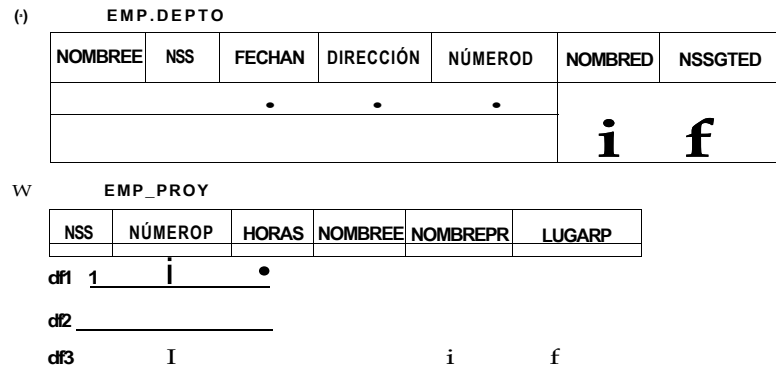 (·) EMP.DEPTO
NOMBREE NSS FECHAN DIRECCIÓN NÚMEROD NOMBRED NSSGTED
i f
W EMP_PROY
NSS NÚMEROP HORAS NOMBREE NOMBREPR LUGARP
df1 1 i •
df2
df3 I i f